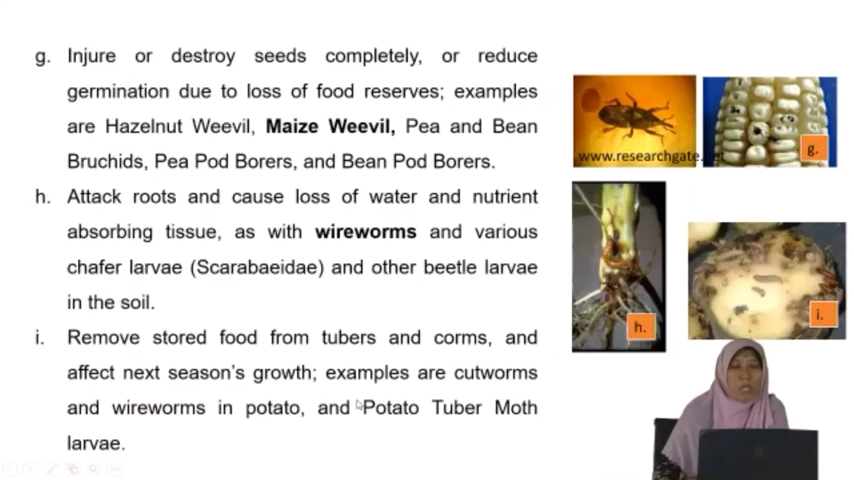 g. Injure or destroy seeds completely, or reduce
germination due to loss of food reserves; examples
are Hazelnut Weevil, Maize Weevil, Pea and Bean
Bruchids, Pea Pod Borers, and Bean Pod Borers.
h. Attack roots and cause loss of water and nutrient
absorbing tissue, as with wireworms and various
chafer larvae (Scarabaeidae) and other beetle larvae
in the soil.
i. Remove stored food from tubers and corms, and
affect next season's growth; examples are cutworms
and wireworms in potato, and Potato Tuber Moth
larvae.
www.researchgate.net
g.
h.
i.